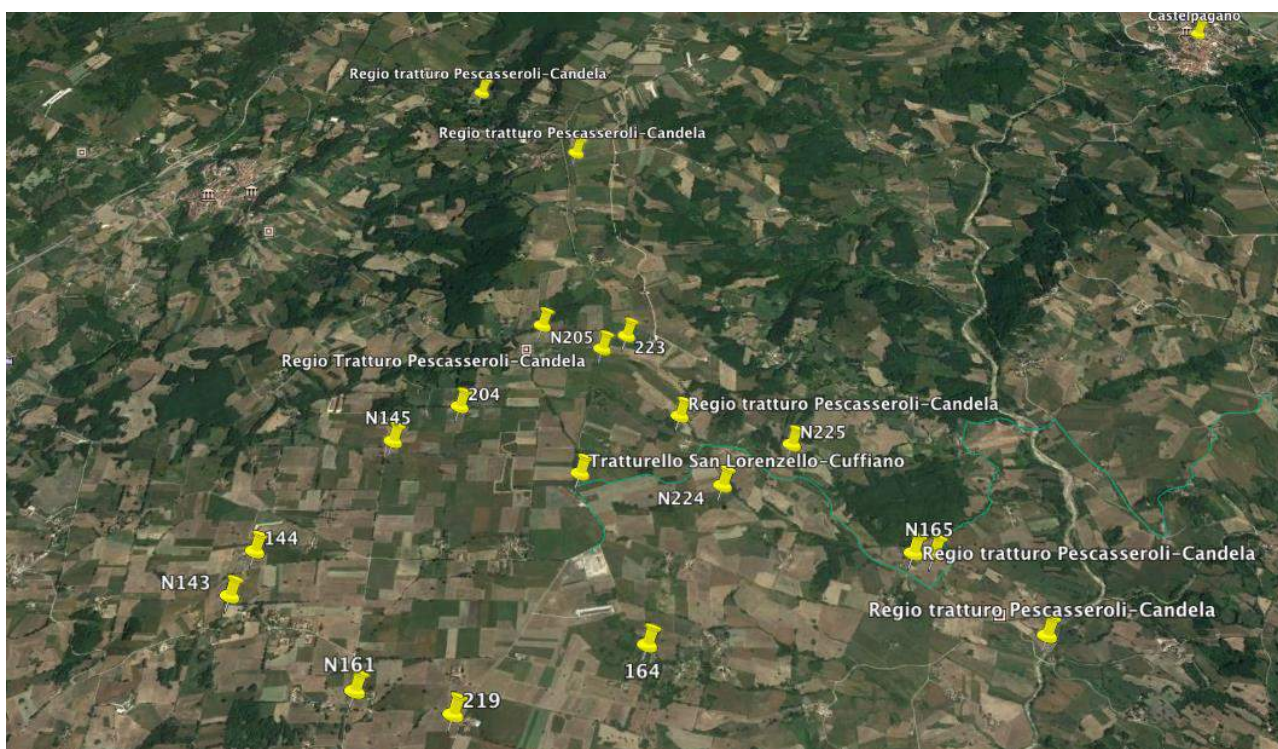 Castelpagano
Regio tratturo Pescasseroli-Candela
Regio tratturo Pescasseroli-Candela
N205
223
Regio Tratturo Pescasseroli-Candela
204
Regio tratturo Pescasseroli-Candela
N145
N225
Tratturello San Lorenzello-Cuffiano
N224
144
N165
Regio tratturo Pescasseroli-Candela
N143
Regio tratturo Pescasseroli-Candela
N161
164
219